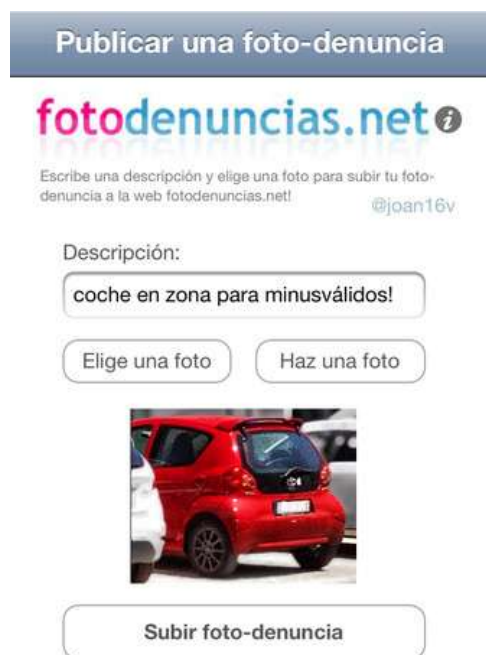 Publicar una foto-denuncia
fotodenuncias.net i
Escribe una descripción y elige una foto para subir tu foto-
denuncia a la web fotodenuncias.net!
@joan16v
Descripción:
coche en zona para minusválidos!
Elige una foto
Haz una foto
Subir foto-denuncia